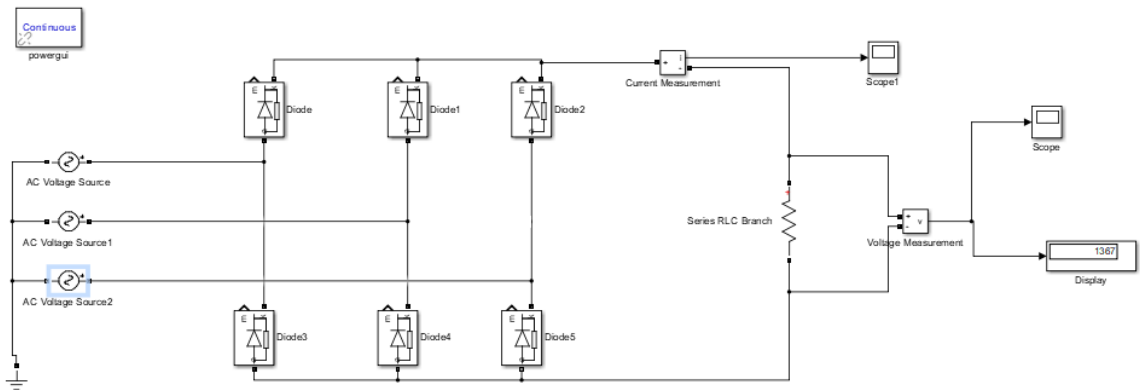 Continuous
powergui
Diode
Diode1
Diode2
Current Measurement
Scope1
Scope
AC Voltage Source
AC Voltage Source1
AC Voltage Source2
Series RLC Branch
Voltage Measurement
1367
Display
Diode3
Diode4
Diode5